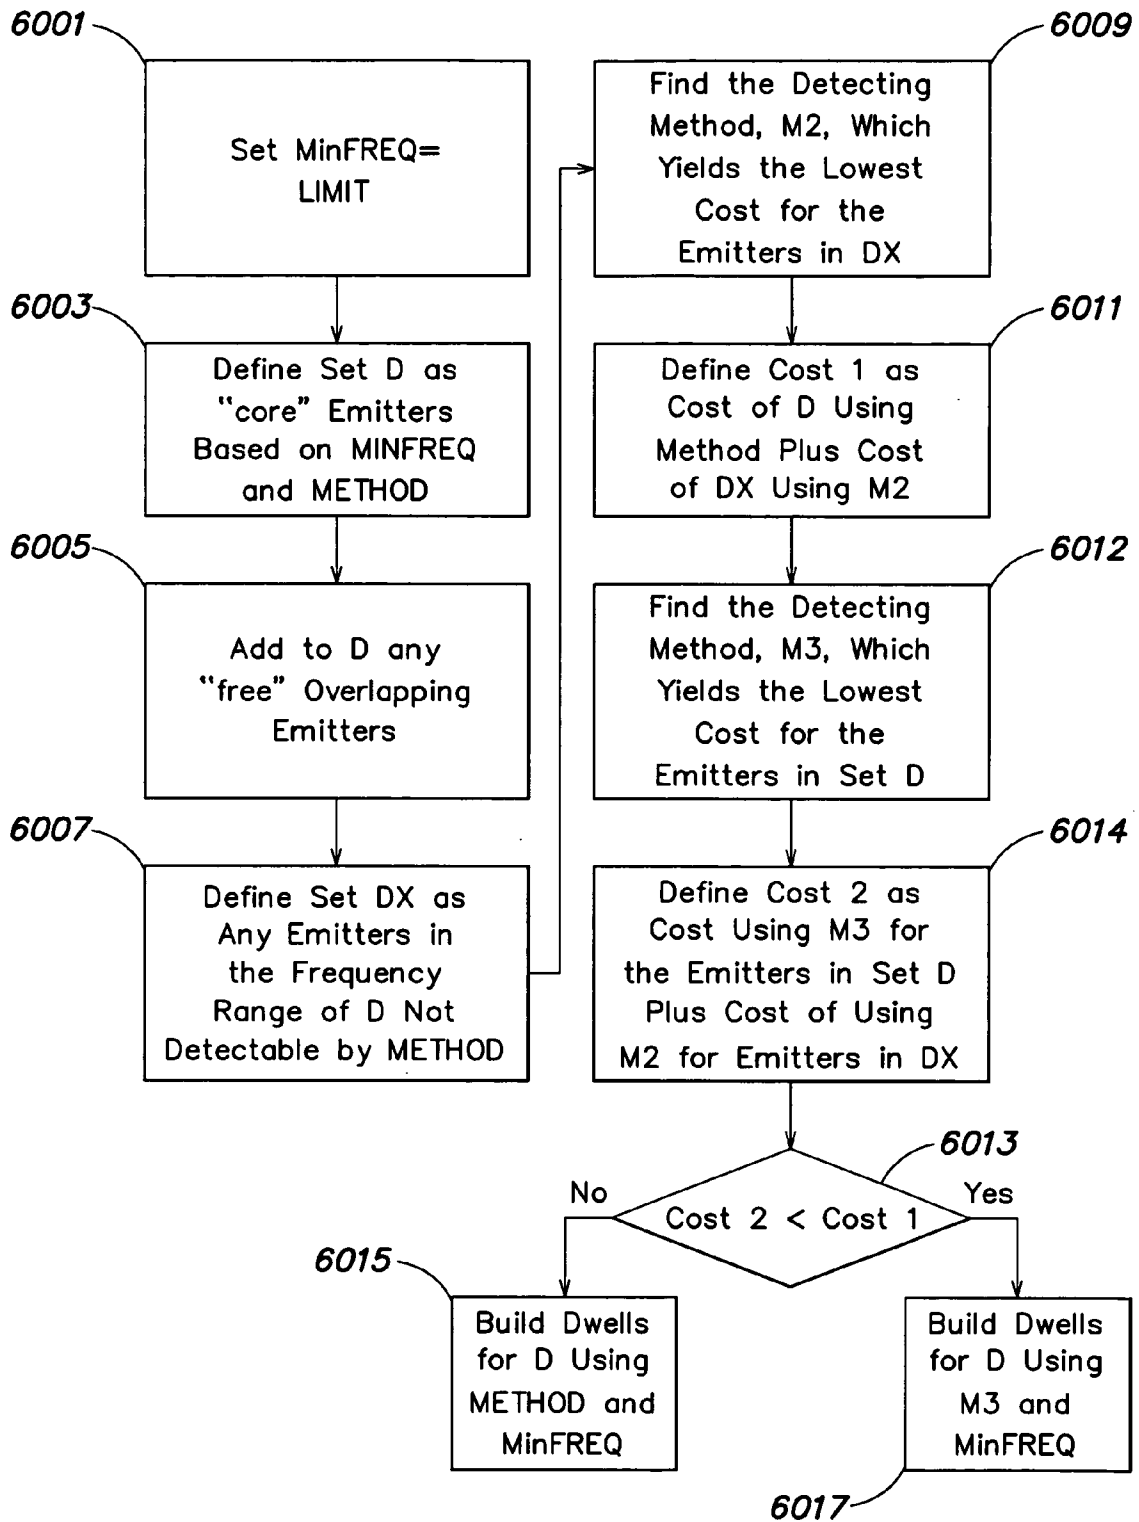 6001
Set MinFREQ=
LIMIT
6003
Define Set D as
"core" Emitters
Based on MINFREQ
and METHOD
6005
Add to D any
"free" Overlapping
Emitters
6007
Define Set DX as
Any Emitters in
the Frequency
Range of D Not
Detectable by METHOD
6009
Find the Detecting
Method, M2, Which
Yields the Lowest
Cost for the
Emitters in DX
6011
Define Cost 1 as
Cost of D Using
Method Plus Cost
of DX Using M2
6012
Find the Detecting
Method, M3, Which
Yields the Lowest
Cost for the
Emitters in Set D
6014
Define Cost 2 as
Cost Using M3 for
the Emitters in Set D
Plus Cost of Using
M2 for Emitters in DX
6013
No
Yes
Cost 2 < Cost 1
6015
Build Dwells
for D Using
METHOD and
MinFREQ
Build Dwells
for D Using
M3 and
MinFREQ
6017